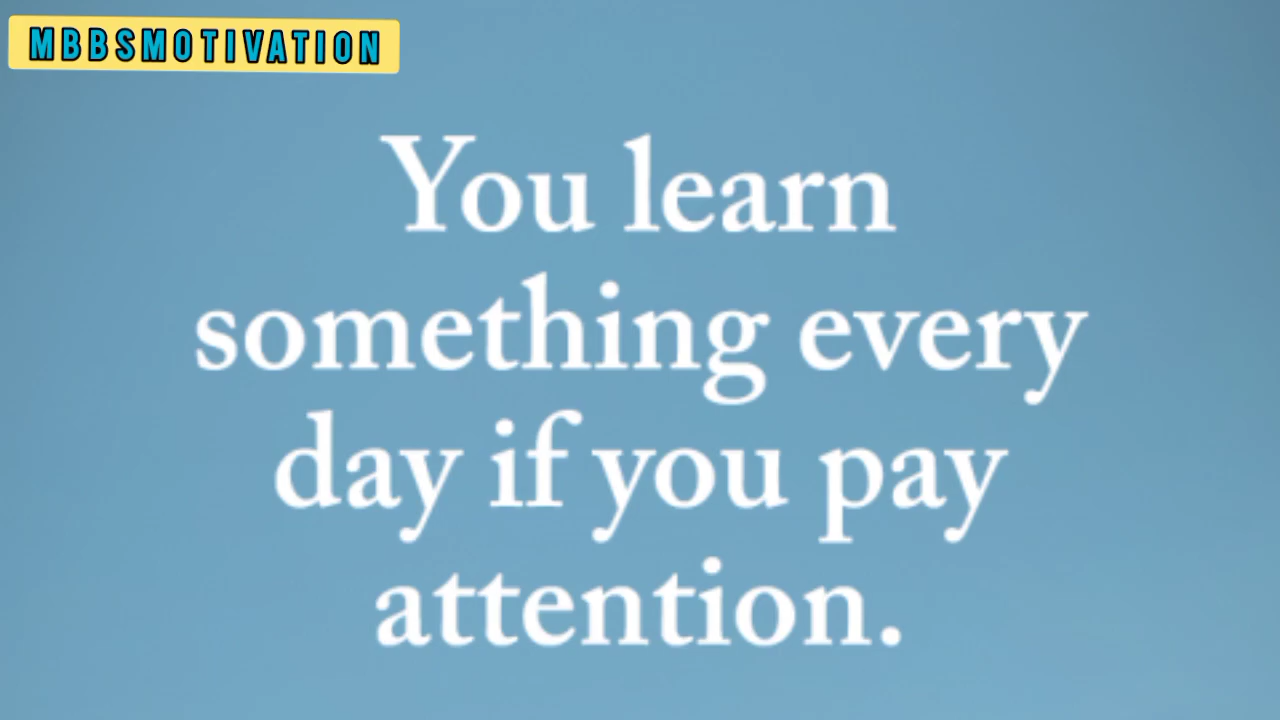 MBBSMOTIVATION
You learn
something every
day if you pay
attention.